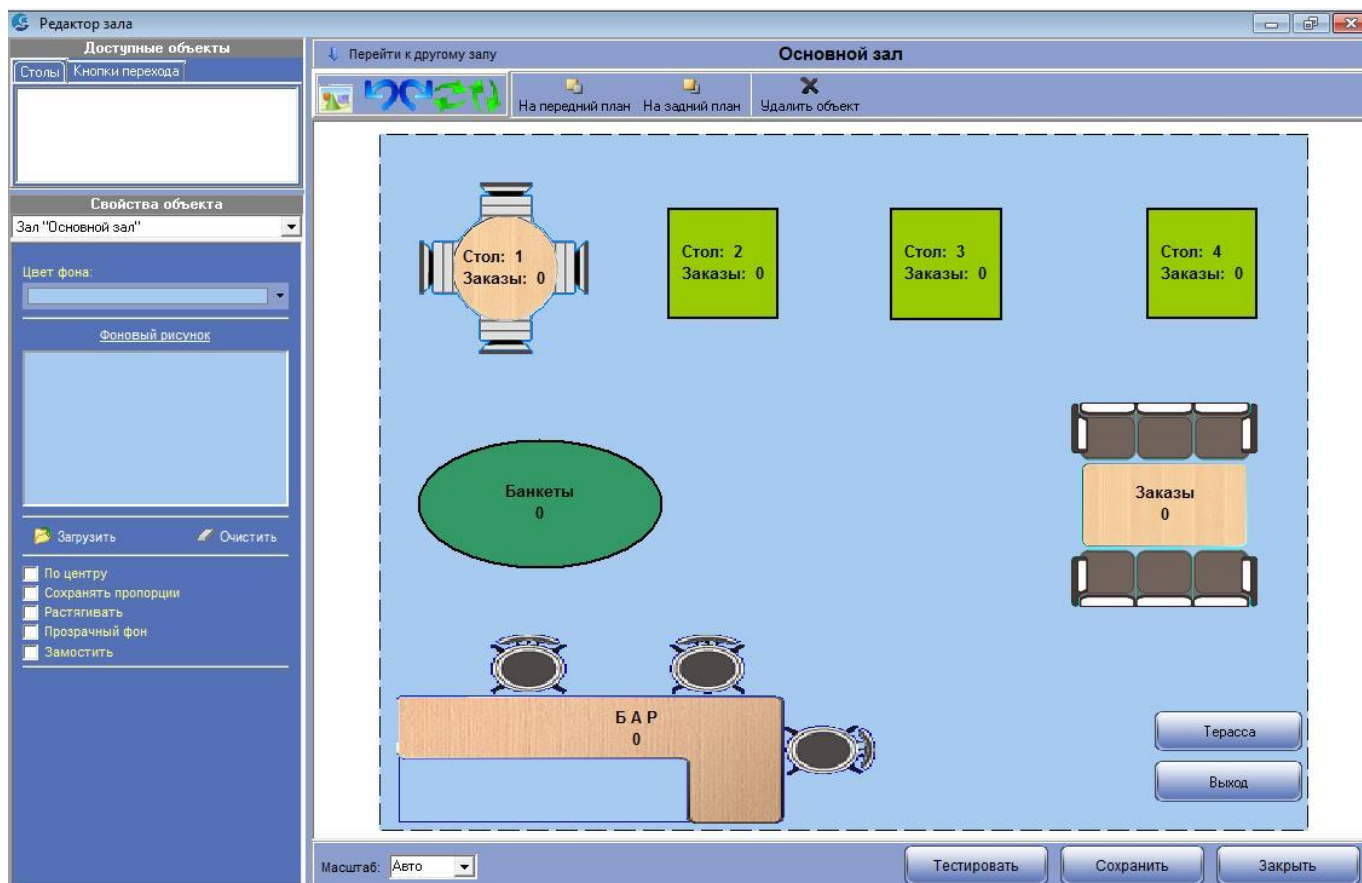 Редактор зала
Доступные объекты
Столы Кнопки перехода
Свойства объекта
Зал "Основной зал"
Цвет фона:
Фоновый рисунок
Загрузить Очистить
По центру
Сохранять пропорции
Растягивать
Прозрачный фон
Замостить
Перейти к другому залу
Основной зал
На передний план На задний план Удалить объект
Стол: 1
Заказы: 0
Стол: 2
Заказы: 0
Стол: 3
Заказы: 0
Стол: 4
Заказы: 0
Банкеты
0
Заказы
0
Б А Р
0
Терасса
Выход
Масштаб: Авто
Тестировать Сохранить Закрыть